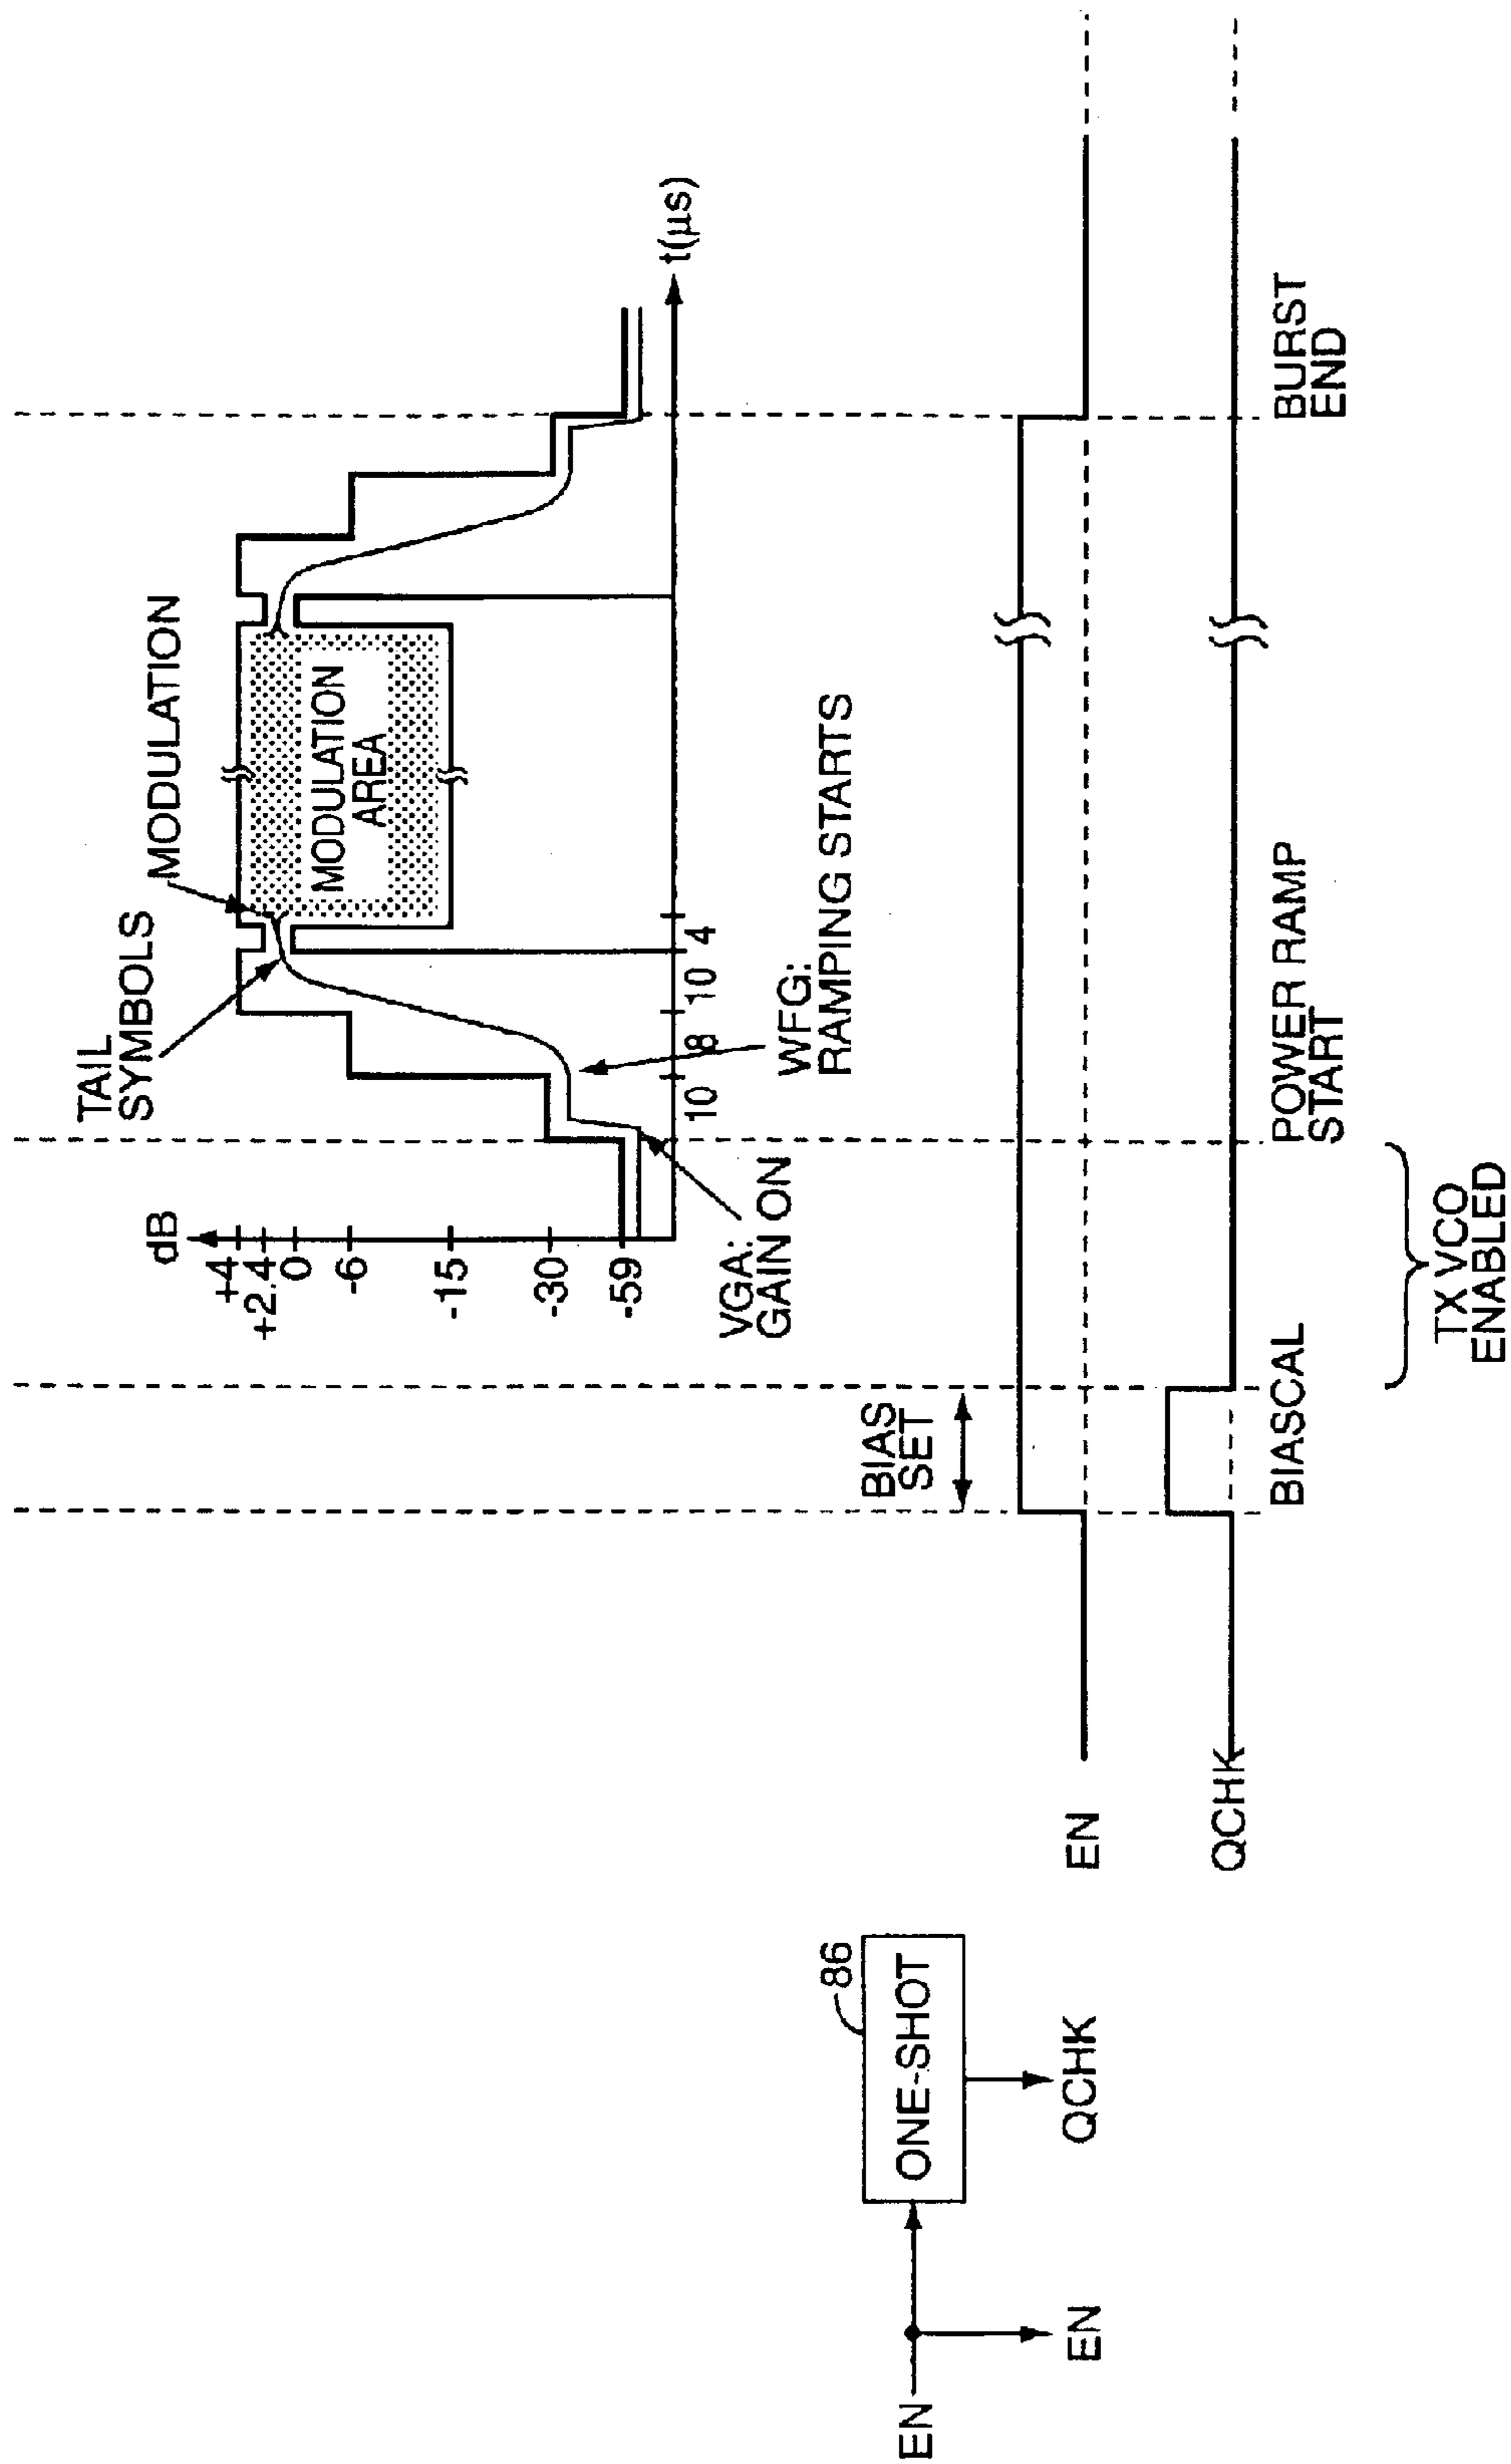 EN
EN
ONE-SHOT
86
QCHK
TAIL
SYMBOLS
MODULATION
dB
+4
+2.4
0
-6
-15
-30
-59
MODULATION
AREA
10
8
10
4
t(μs)
VGA:
GAIN ON
WFG:
RAMPING STARTS
BIAS
SET
EN
QCHK
BIASCAL
POWER RAMP
START
BURST
END
TX VCO
ENABLED